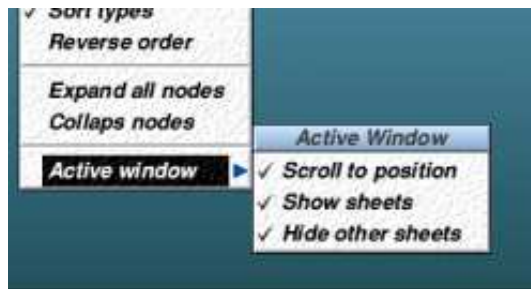 Sort types
Reverse order
Expand all nodes
Collaps nodes
Active window
Active Window
Scroll to position
Show sheets
Hide other sheets